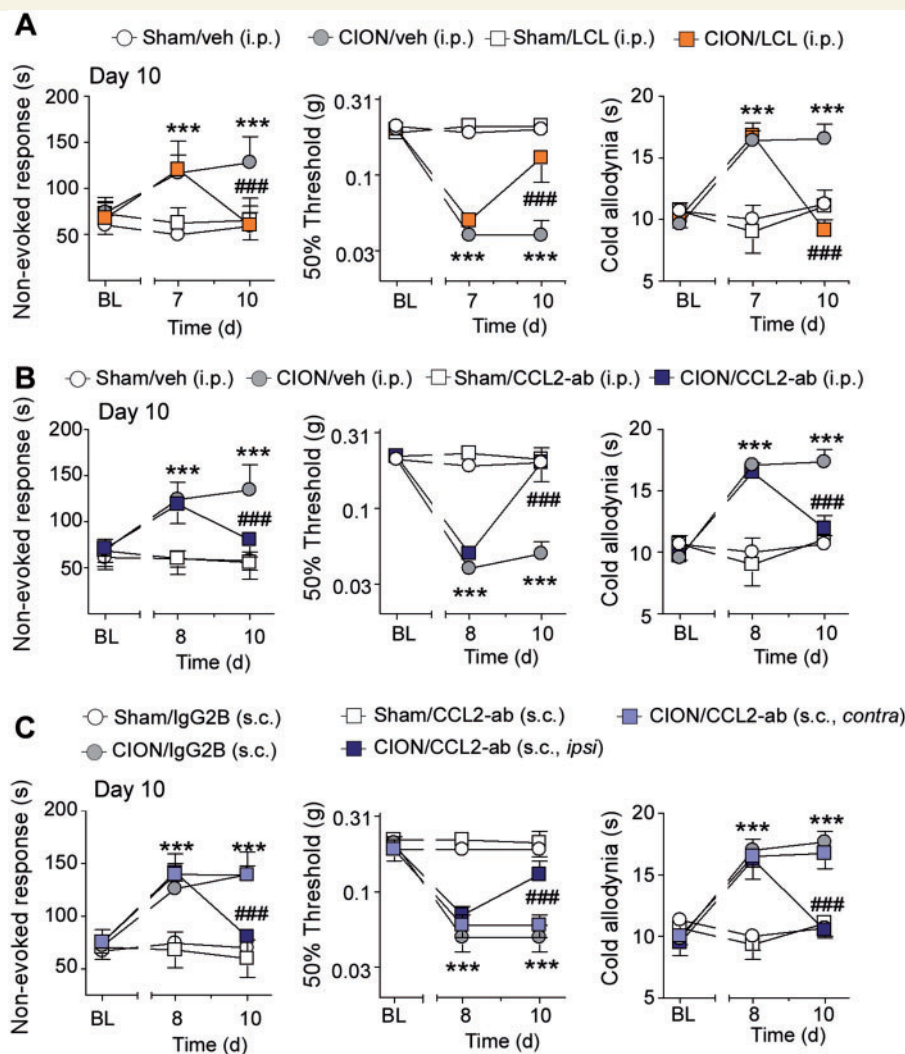 A
Sham/veh (i.p.) CION/veh (i.p.) Sham/LCL (i.p.) CION/LCL (i.p.)
Day 10
Non-evoked response (s)
200
150
100
50
*** ***
###
BL 7 10
Time (d)
50% Threshold (g)
0.31
0.1
0.03
###
*** ***
BL 7 10
Time (d)
Cold allodynia (s)
20
15
10
5
*** ***
###
BL 7 10
Time (d)
B
Sham/veh (i.p.) CION/veh (i.p.) Sham/CCL2-ab (i.p.) CION/CCL2-ab (i.p.)
Day 10
Non-evoked response (s)
200
150
100
50
*** ***
###
BL 8 10
Time (d)
50% Threshold (g)
0.31
0.1
0.03
###
*** ***
BL 8 10
Time (d)
Cold allodynia (s)
20
15
10
5
*** ***
###
BL 8 10
Time (d)
C
Sham/IgG2B (s.c.) Sham/CCL2-ab (s.c.) CION/CCL2-ab (s.c., contra)
CION/IgG2B (s.c.) CION/CCL2-ab (s.c., ipsi)
Day 10
Non-evoked response (s)
200
150
100
50
*** ***
###
BL 8 10
Time (d)
50% Threshold (g)
0.31
0.1
0.03
###
*** ***
BL 8 10
Time (d)
Cold allodynia (s)
20
15
10
5
*** ***
###
BL 8 10
Time (d)